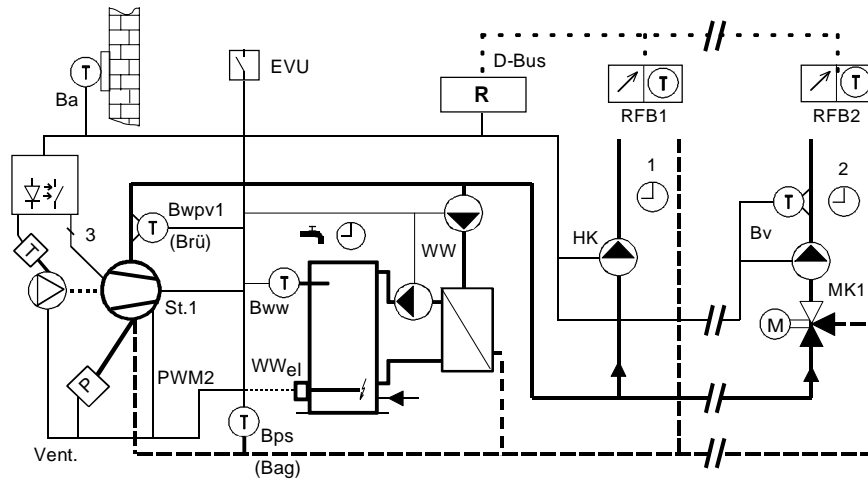 T
Ba
EVU
D-Bus
R
T
T
RFB1
RFB2
3
T
Bwpv1
(Brü)
T
1
2
T
HK
WW
Bv
St.1
T
Bww
MK1
M
P
PWM2
WWel
T
Bps
Vent.
(Bag)